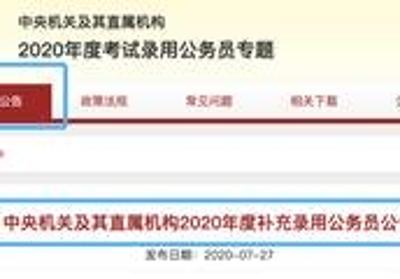 中央机关及其直属机构
2020年度考试录用公务员专题
公告 政策法规 常见问题 相关下载
中央机关及其直属机构2020年度补充录用公务员公
发布日期：2020-07-27